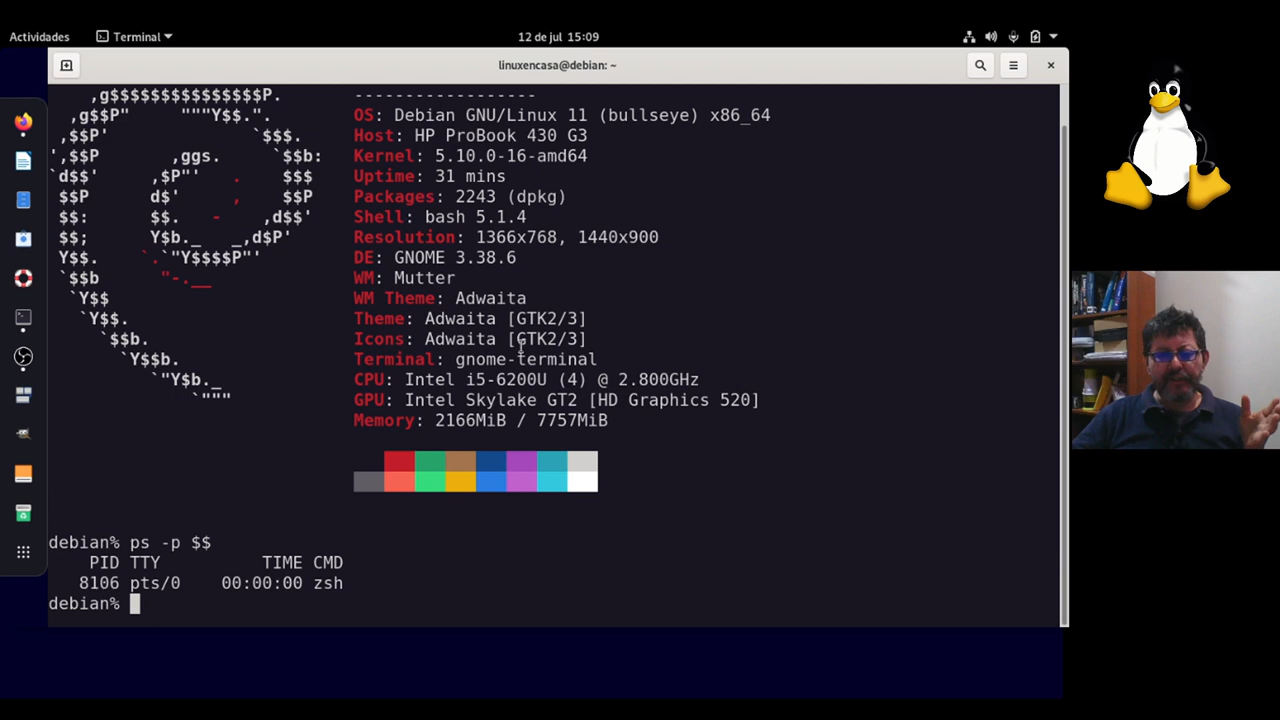 Actividades
Terminal
12 de jul 15:09
linuxencasa@debian: ~
------------------
OS: Debian GNU/Linux 11 (bullseye) x86_64
Host: HP ProBook 430 G3
Kernel: 5.10.0-16-amd64
Uptime: 31 mins
Packages: 2243 (dpkg)
Shell: bash 5.1.4
Resolution: 1366x768, 1440x900
DE: GNOME 3.38.6
WM: Mutter
WM Theme: Adwaita
Theme: Adwaita [GTK2/3]
Icons: Adwaita [GTK2/3]
Terminal: gnome-terminal
CPU: Intel i5-6200U (4) @ 2.800GHz
GPU: Intel Skylake GT2 [HD Graphics 520]
Memory: 2166MiB / 7757MiB
debian% ps -p $$
PID TTY TIME CMD
8106 pts/0 00:00:00 zsh
debian%